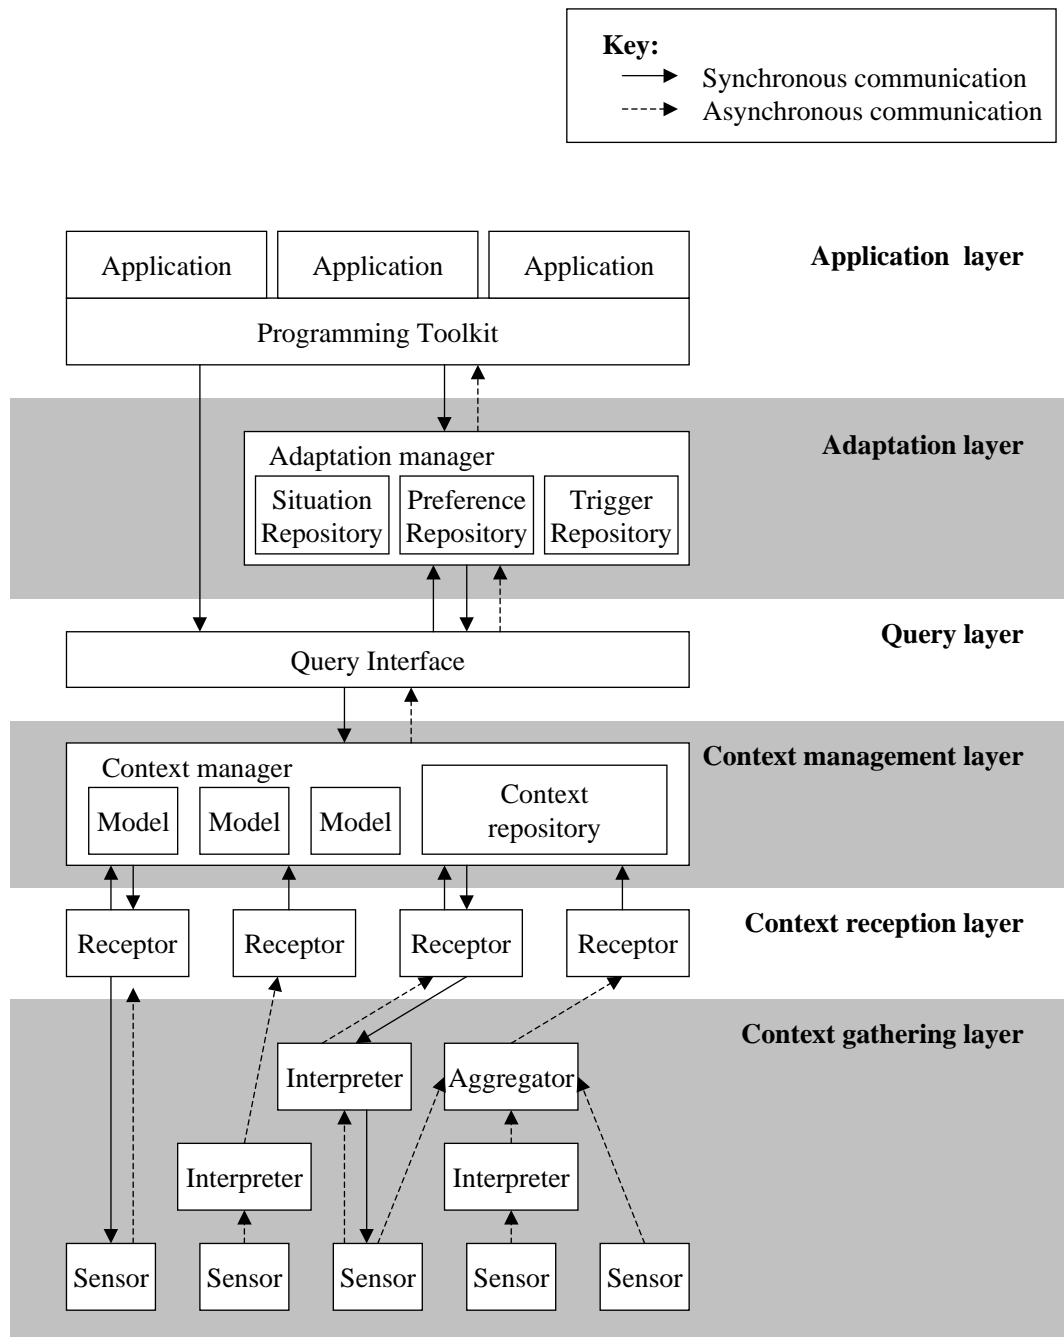 Key:
Synchronous communication
Asynchronous communication
Application layer
Application Application Application
Programming Toolkit
Adaptation layer
Adaptation manager
Situation Repository
Preference Repository
Trigger Repository
Query layer
Query Interface
Context management layer
Context manager
Model Model Model
Context repository
Context reception layer
Receptor Receptor Receptor Receptor
Context gathering layer
Interpreter Aggregator
Interpreter Interpreter
Sensor Sensor Sensor Sensor Sensor